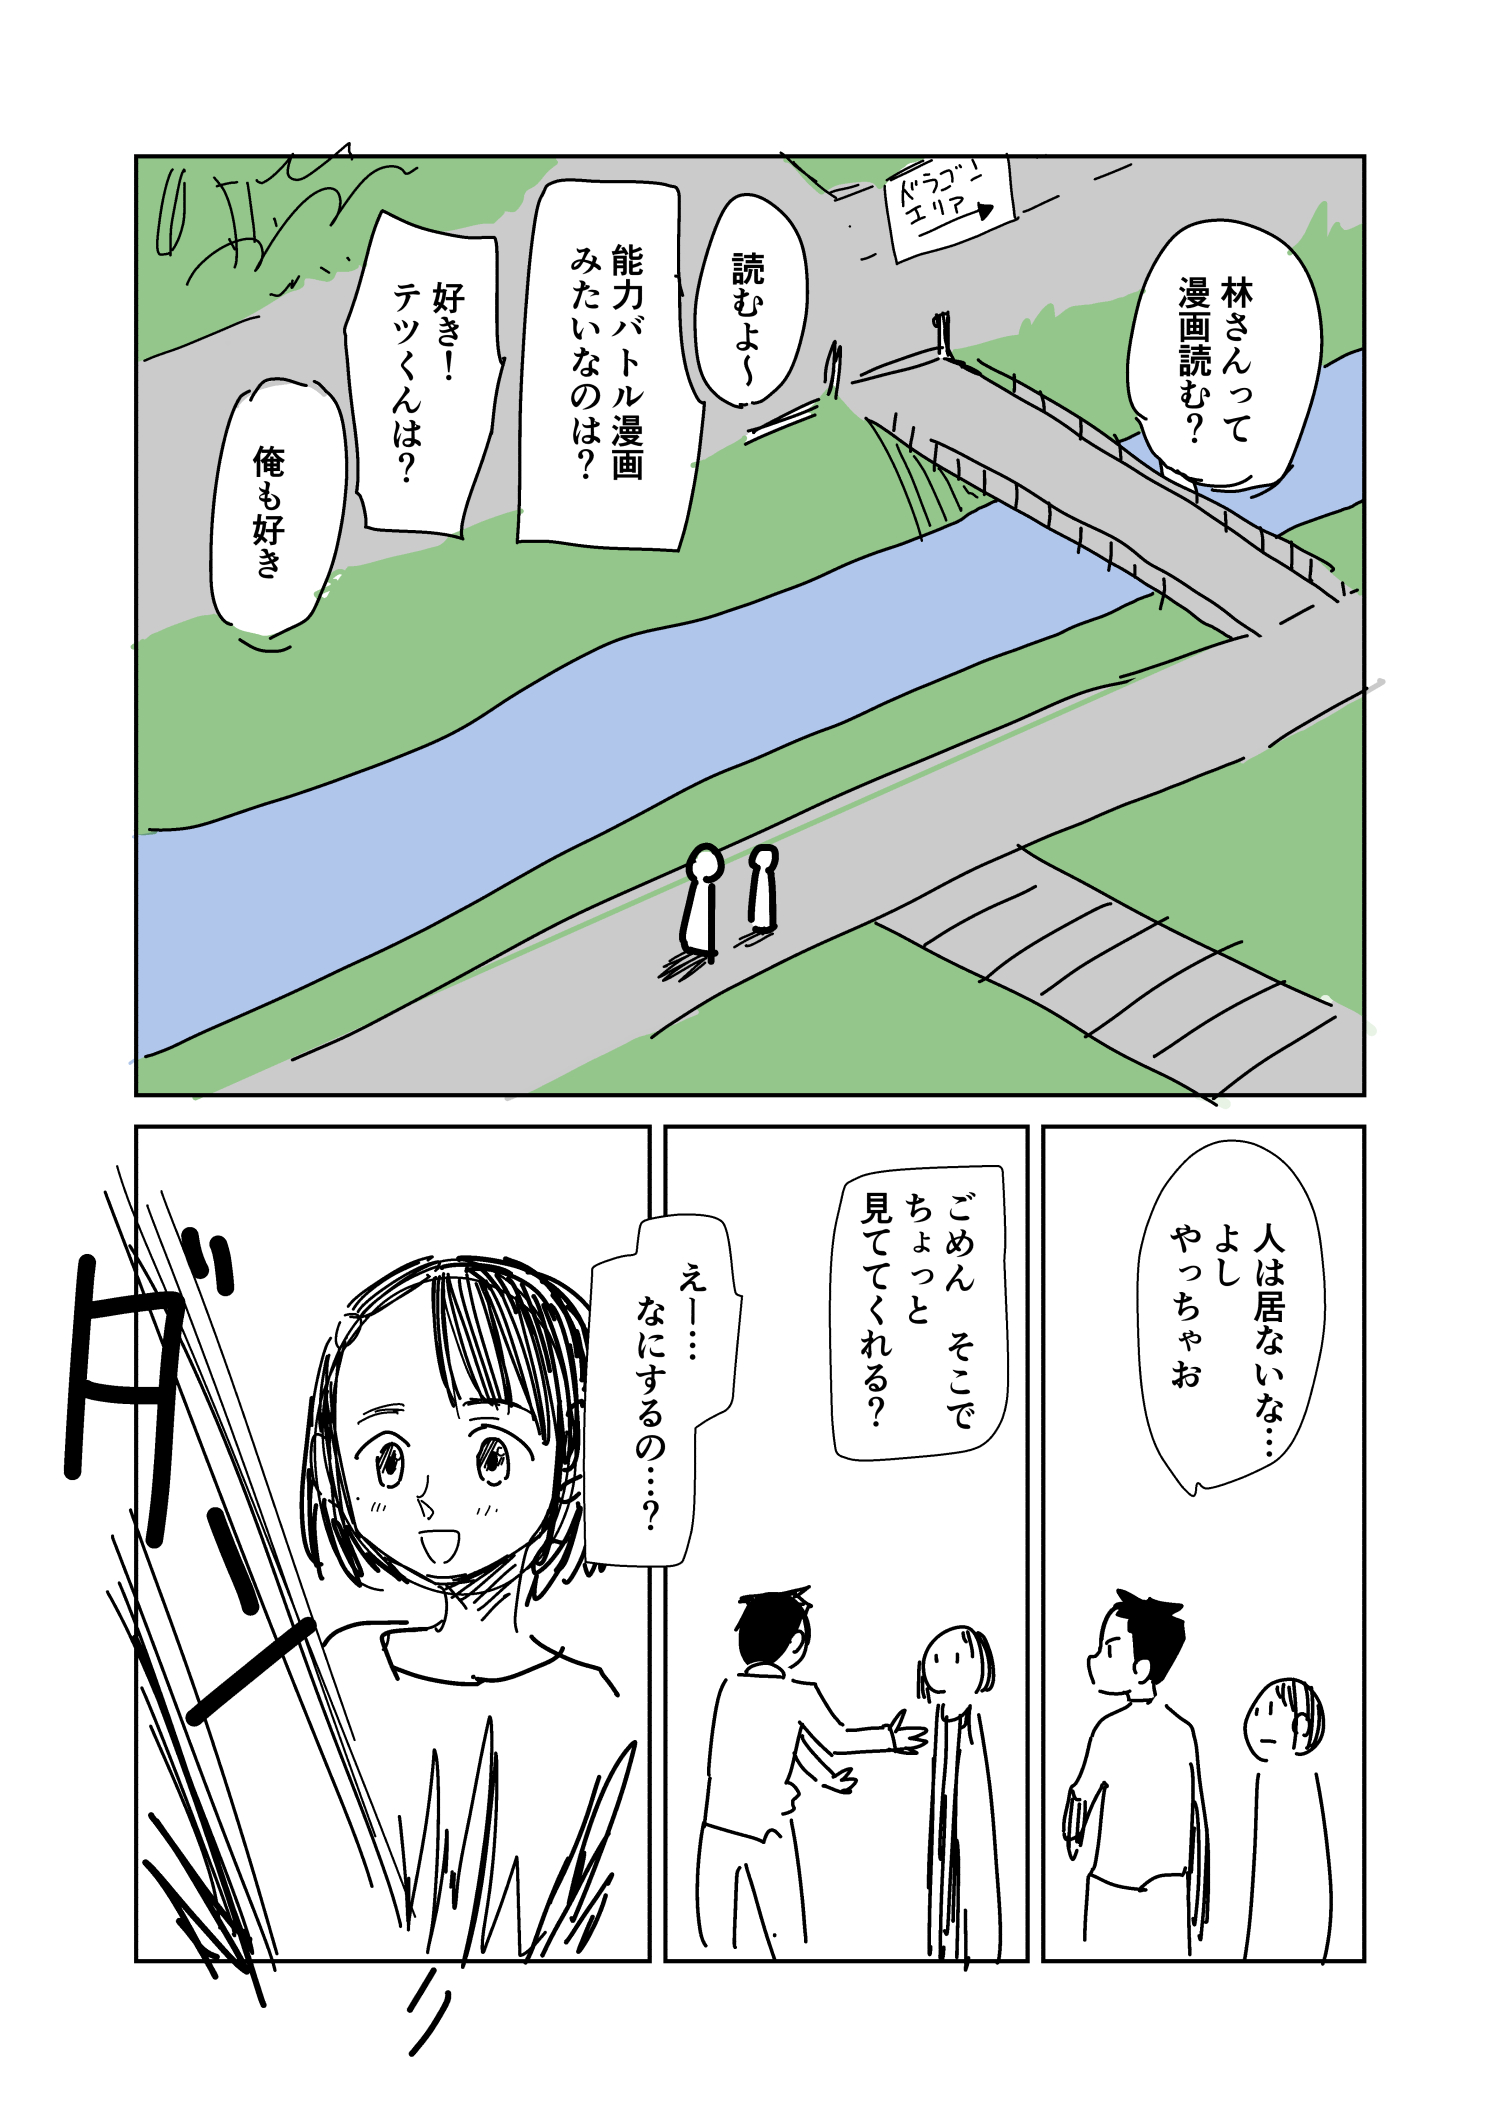 林さんって
漫画読む？
ドラゴン
エリア
読むよ〜
能力バトル漫画
みたいなのは？
好き！
テツくんは？
俺も好き
人は居ないな…
よし
やっちゃお
ごめん　そこで
ちょっと
見ててくれる？
えー…
なにするの…？